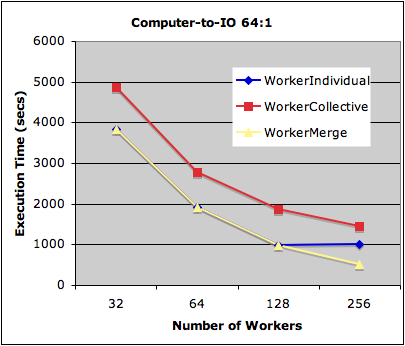 Computer-to-IO 64:1
Execution Time (secs)
6000
5000
4000
3000
2000
1000
0
WorkerIndividual
WorkerCollective
WorkerMerge
32 64 128 256
Number of Workers